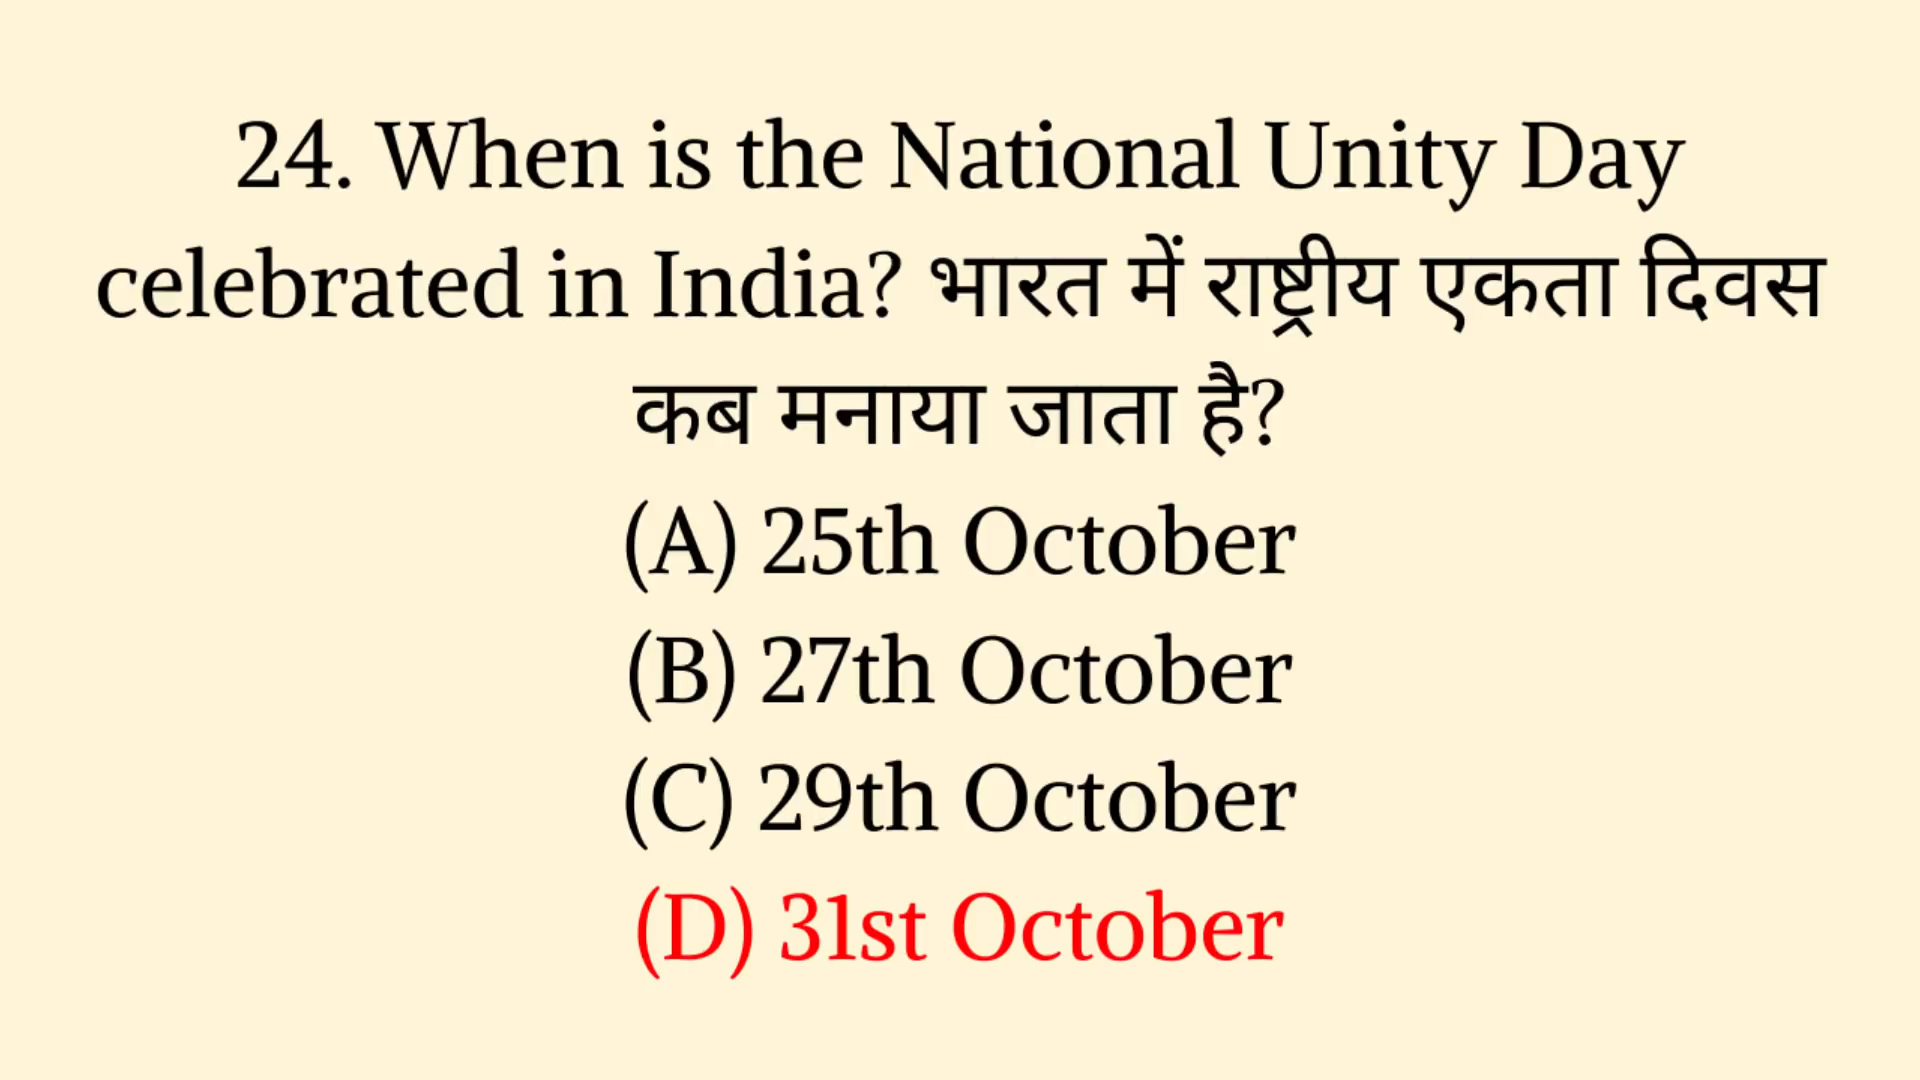 24. When is the National Unity Day
celebrated in India? भारत में राष्ट्रीय एकता दिवस
कब मनाया जाता है?
(A) 25th October
(B) 27th October
(C) 29th October
(D) 31st October